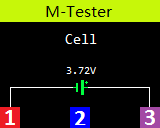 M-Tester
Cell
3.72V
+
1 2 3